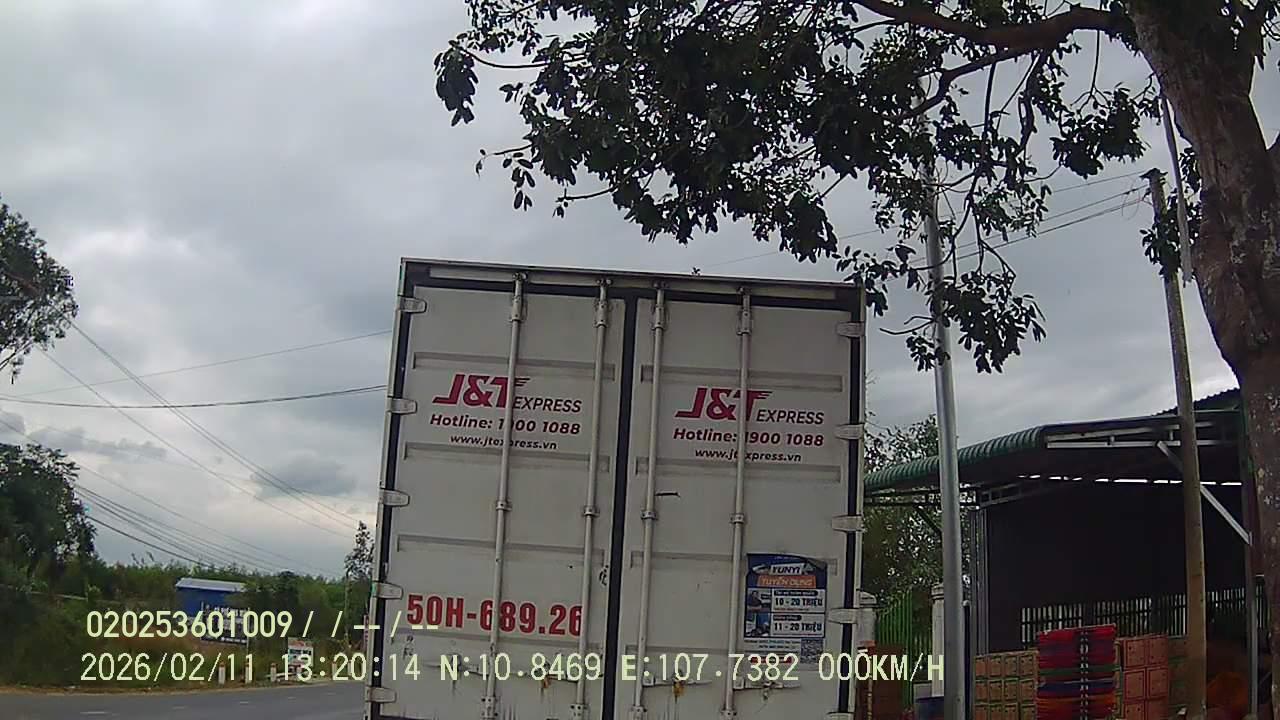 J&T EXPRESS
Hotline: 1900 1088
www.jtexpress.vn
J&T EXPRESS
Hotline: 1900 1088
www.jtexpress.vn
YUNYI
TUYỂN DỤNG
10 - 20 TRIỆU
11 - 20 TRIỆU
50H-689.26
020253601009/ / -- /--
2026/02/11 13:20:14 N:10.8469 E:107.7382 000KM/H